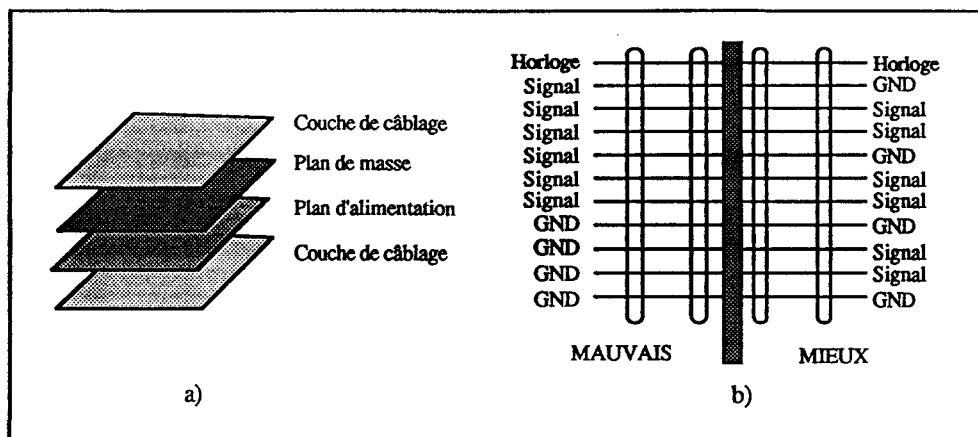 Couche de câblage
Plan de masse
Plan d'alimentation
Couche de câblage
a)
Horloge
Signal
Signal
Signal
Signal
Signal
Signal
GND
GND
GND
GND
MAUVAIS
Horloge
GND
Signal
Signal
GND
Signal
Signal
GND
Signal
Signal
GND
MIEUX
b)